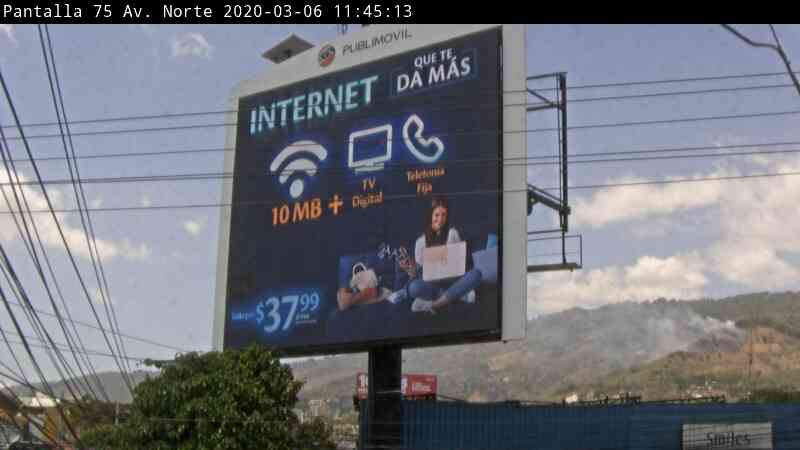 Pantalla 75 Av. Norte 2020-03-06 11:45:13
PUBLIMOVIL
INTERNET
QUE TE
DA MÁS
10 MB +
TV
Digital
Telefonía
Fija
$37.99
Smiles